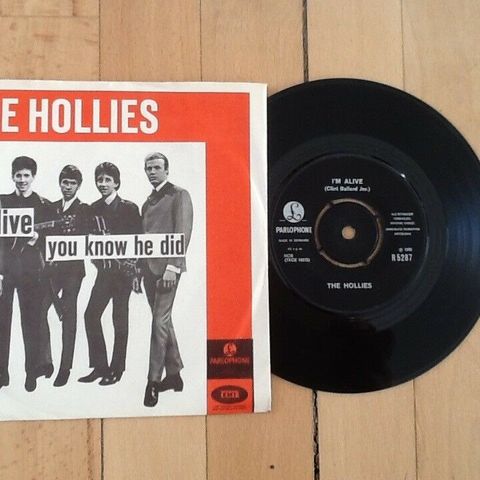 E HOLLIES
live
you know he did
PARLOPHONE
EMI
I'M ALIVE
(Clint Ballard Jnr.)
PARLOPHONE
MADE IN DENMARK
45 r.p.m.
R 5287
THE HOLLIES